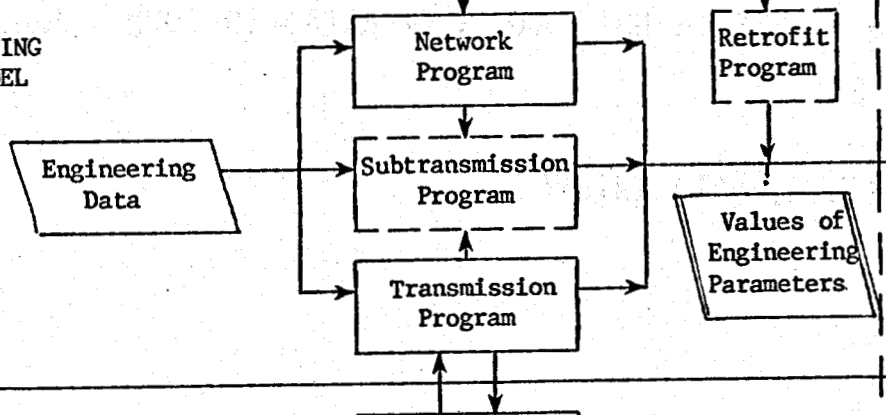 ING
EL
Network
Program
Retrofit
Program
Engineering
Data
Subtransmission
Program
Values of
Engineering
Parameters
Transmission
Program